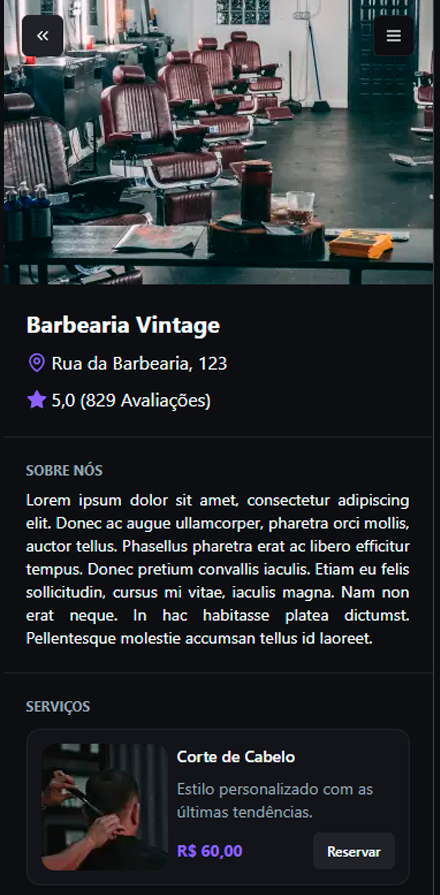 Barbearia Vintage
Rua da Barbearia, 123
5,0 (829 Avaliações)
SOBRE NÓS
Lorem ipsum dolor sit amet, consectetur adipiscing
elit. Donec ac augue ullamcorper, pharetra orci mollis,
auctor tellus. Phasellus pharetra erat ac libero efficitur
tempus. Donec pretium convallis iaculis. Etiam eu felis
sollicitudin, cursus mi vitae, iaculis magna. Nam non
erat neque. In hac habitasse platea dictumst.
Pellentesque molestie accumsan tellus id laoreet.
SERVIÇOS
Corte de Cabelo
Estilo personalizado com as
últimas tendências.
R$ 60,00
Reservar